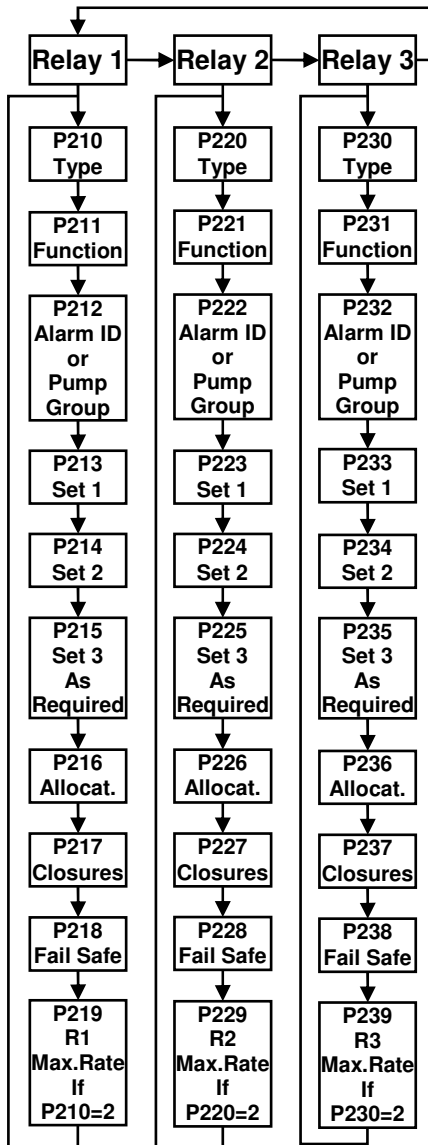 Relay 1
Relay 2
Relay 3
P210
Type
P211
Function
P212
Alarm ID
or
Pump
Group
P213
Set 1
P214
Set 2
P215
Set 3
As
Required
P216
Allocat.
P217
Closures
P218
Fail Safe
P219
R1
Max.Rate
If
P210=2
P220
Type
P221
Function
P222
Alarm ID
or
Pump
Group
P223
Set 1
P224
Set 2
P225
Set 3
As
Required
P226
Allocat.
P227
Closures
P228
Fail Safe
P229
R2
Max.Rate
If
P220=2
P230
Type
P231
Function
P232
Alarm ID
or
Pump
Group
P233
Set 1
P234
Set 2
P235
Set 3
As
Required
P236
Allocat.
P237
Closures
P238
Fail Safe
P239
R3
Max.Rate
If
P230=2